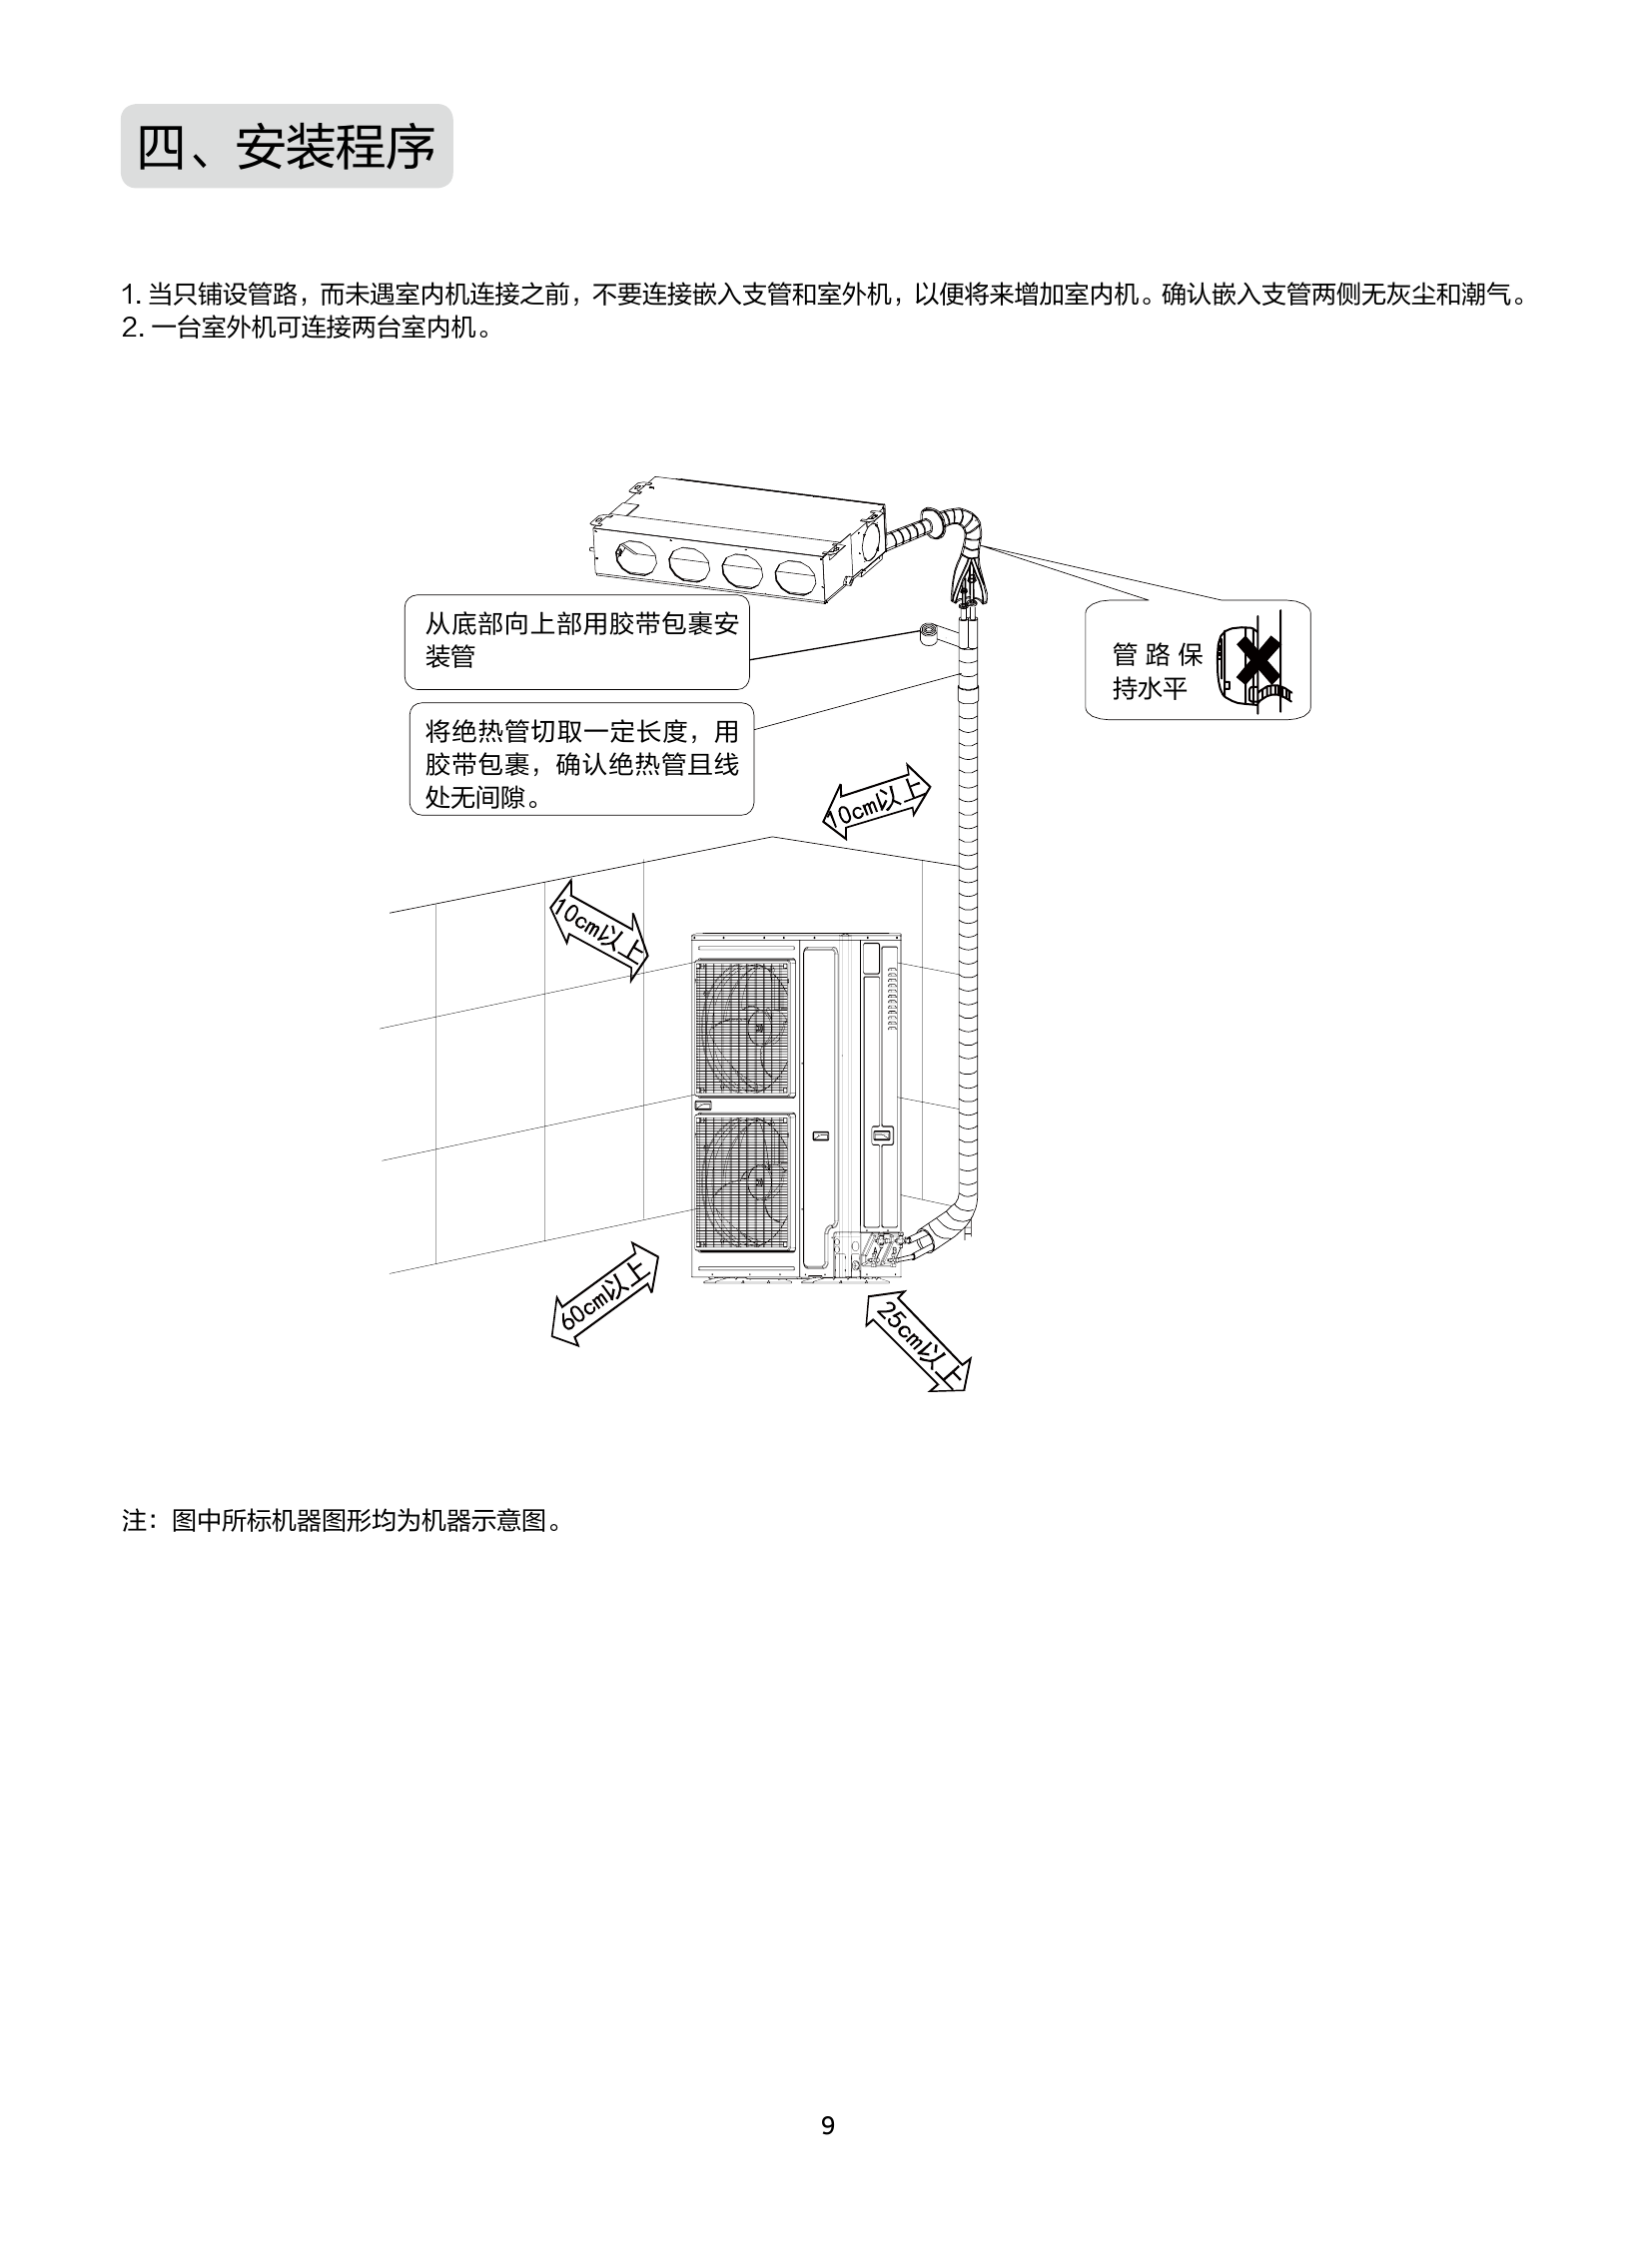 四、安装程序
1. 当只铺设管路，而未遇室内机连接之前，不要连接嵌入支管和室外机，以便将来增加室内机。确认嵌入支管两侧无灰尘和潮气。
2. 一台室外机可连接两台室内机。
从底部向上部用胶带包裹安
装管
管路保
持水平
将绝热管切取一定长度，用
胶带包裹，确认绝热管且线
处无间隙。
10cm以上
10cm以上
60cm以上
25cm以上
注：图中所标机器图形均为机器示意图。
9